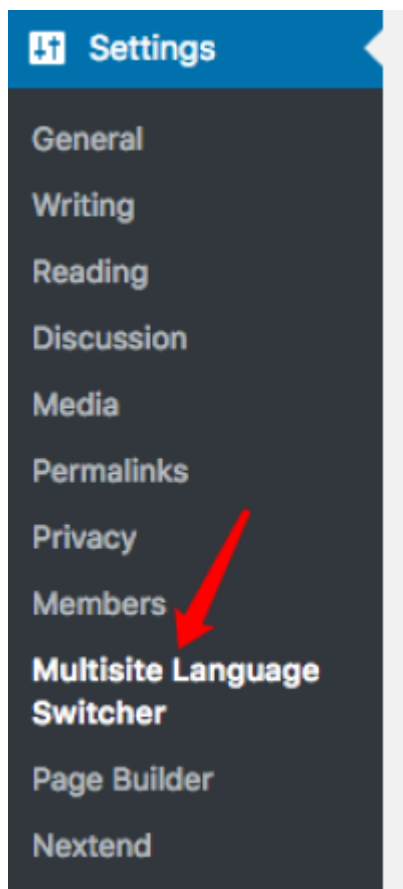 Settings
General
Writing
Reading
Discussion
Media
Permalinks
Privacy
Members
Multisite Language
Switcher
Page Builder
Nextend